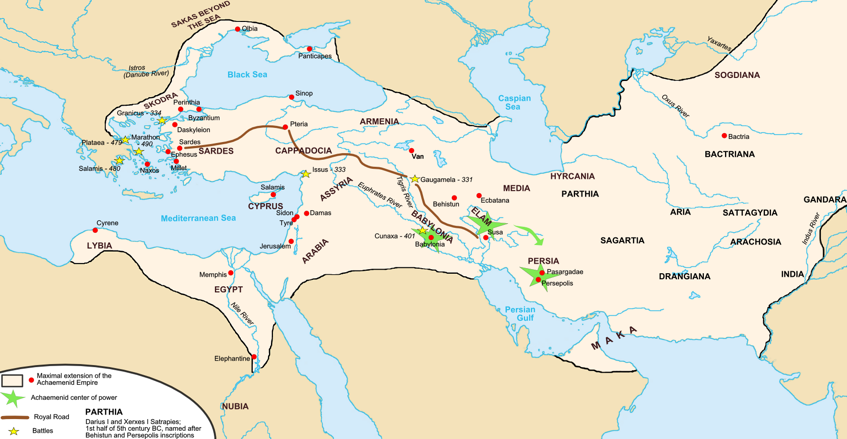 SAKAS BEYOND
THE SEA
Olbia
Panticapes
Istros
(Danube River)
Black Sea
Yaxartes
SOGDIANA
Caspian
Sea
Oxus River
SKODRA
Perinthia
Sinop
Granicus - 334
Byzantium
Daskyleion
Pteria
ARMENIA
Bactria
Plataea - 479
Marathon
- 490
Sardes
SARDES
CAPPADOCIA
Van
BACTRIANA
Ephesus
Salamis - 480
Naxos
Millet
Issus - 333
Gaugamela - 331
HYRCANIA
PARTHIA
MEDIA
ASSYRIA
Euphrates River
Tigris River
Salamis
CYPRUS
Behistun
Ecbatana
GANDARA
Mediterranean Sea
Sidon
Tyre
Damas
BABYLONIA
ELAM
ARIA
SATTAGYDIA
Cyrene
Cunaxa - 401
Babylonia
Susa
Indus River
LYBIA
Jerusalem
ARABIA
SAGARTIA
ARACHOSIA
PERSIA
Memphis
Pasargadae
DRANGIANA
INDIA
EGYPT
Persepolis
Nile River
Persian
Gulf
MAKA
Elephantine
NUBIA
Maximal extension of the
Achaemenid Empire
Achaemenid center of power
Royal Road
Battles
PARTHIA
Darius I and Xerxes I Satrapies;
1st half of 5th century BC, named after
Behistun and Persepolis inscriptions